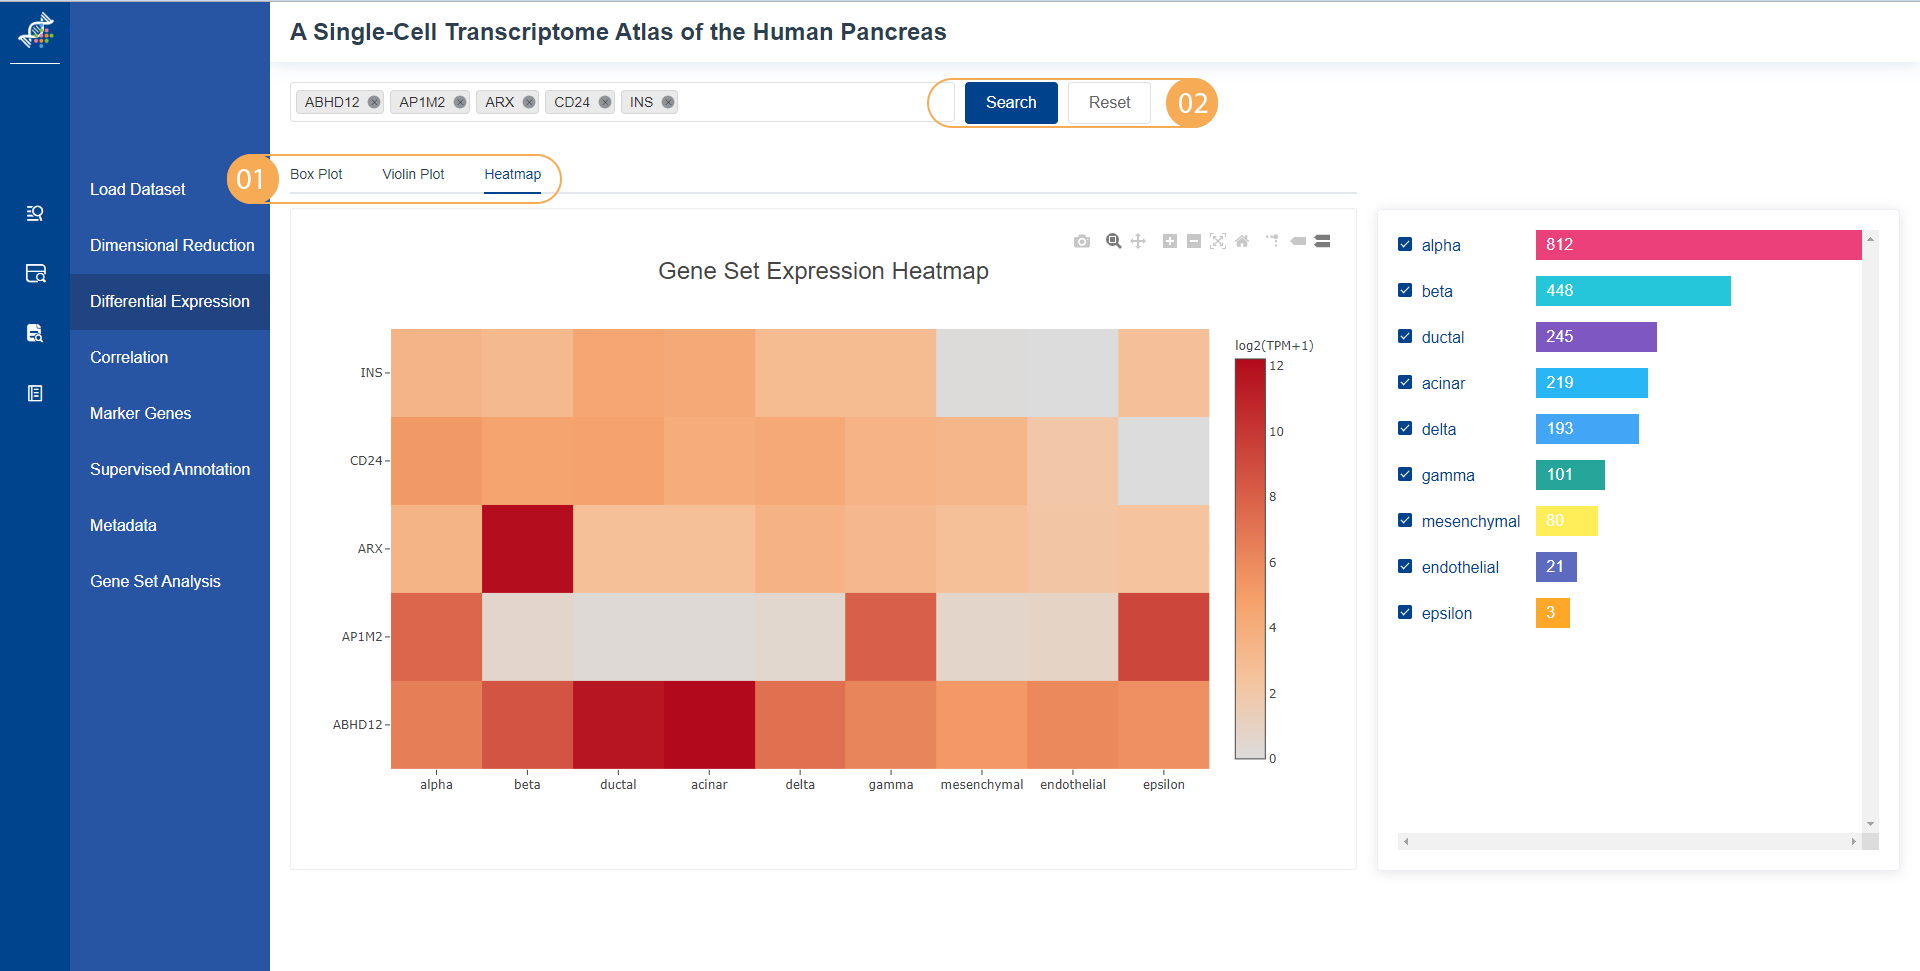 A Single-Cell Transcriptome Atlas of the Human Pancreas
ABHD12 AP1M2 ARX CD24 INS Search Reset 02
01 Box Plot Violin Plot Heatmap
Load Dataset
Dimensional Reduction
Differential Expression
Correlation
Marker Genes
Supervised Annotation
Metadata
Gene Set Analysis
Gene Set Expression Heatmap
INS
CD24
ARX
AP1M2
ABHD12
alpha beta ductal acinar delta gamma mesenchymal endothelial epsilon
log2(TPM+1)
12
10
8
6
4
2
0
alpha 812
beta 448
ductal 245
acinar 219
delta 193
gamma 101
mesenchymal 80
endothelial 21
epsilon 3